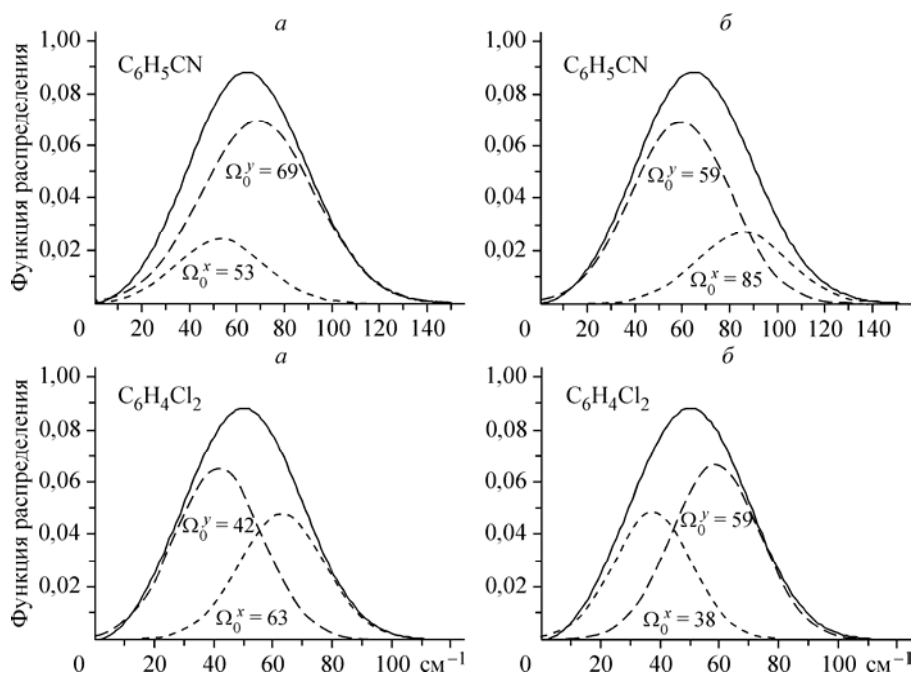 а
1,00
0,08
0,06
0,04
0,02
0
Функция распределения
C₆H₅CN
Ω₀ʸ = 69
Ω₀ˣ = 53
20 40 60 80 100 120 140
б
1,00
0,08
0,06
0,04
0,02
0
C₆H₅CN
Ω₀ʸ = 59
Ω₀ˣ = 85
20 40 60 80 100 120 140
а
1,00
0,08
0,06
0,04
0,02
0
Функция распределения
C₆H₄Cl₂
Ω₀ʸ = 42
Ω₀ˣ = 63
20 40 60 80 100 см⁻¹
б
1,00
0,08
0,06
0,04
0,02
0
C₆H₄Cl₂
Ω₀ʸ = 59
Ω₀ˣ = 38
20 40 60 80 100 см⁻¹